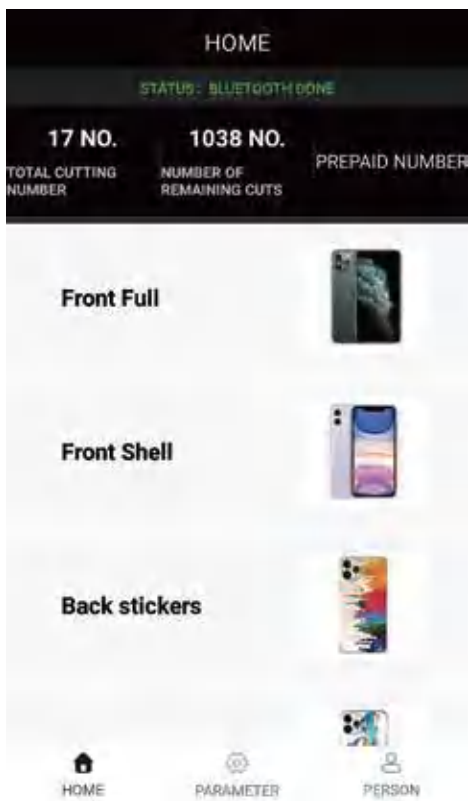 HOME
STATUS: BLUETOOTH DONE
17 NO.
TOTAL CUTTING
NUMBER
1038 NO.
NUMBER OF
REMAINING CUTS
PREPAID NUMBER
Front Full
Front Shell
Back stickers
HOME
PARAMETER
PERSON